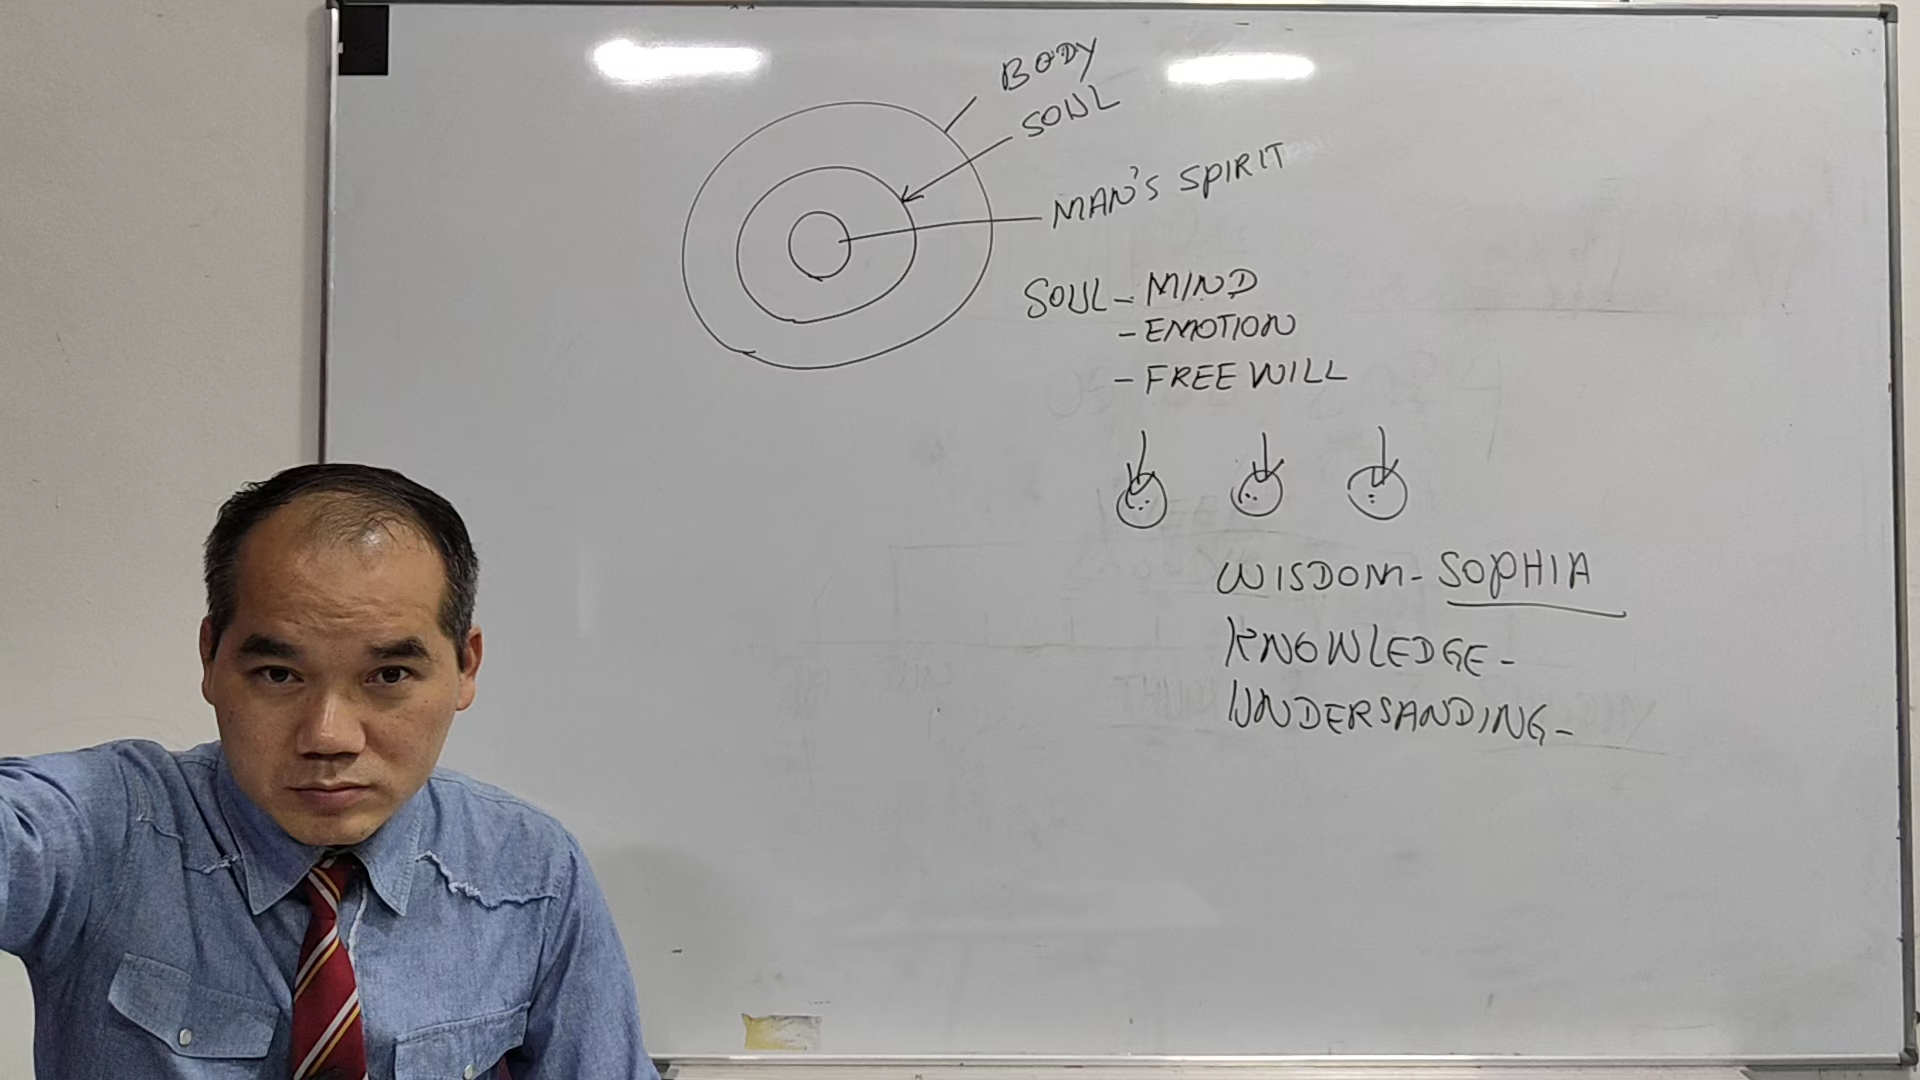 BODY
SOUL
MAN'S SPIRIT
SOUL - MIND
- EMOTION
- FREE WILL
WISDOM - SOPHIA
KNOWLEDGE -
UNDERSANDING -